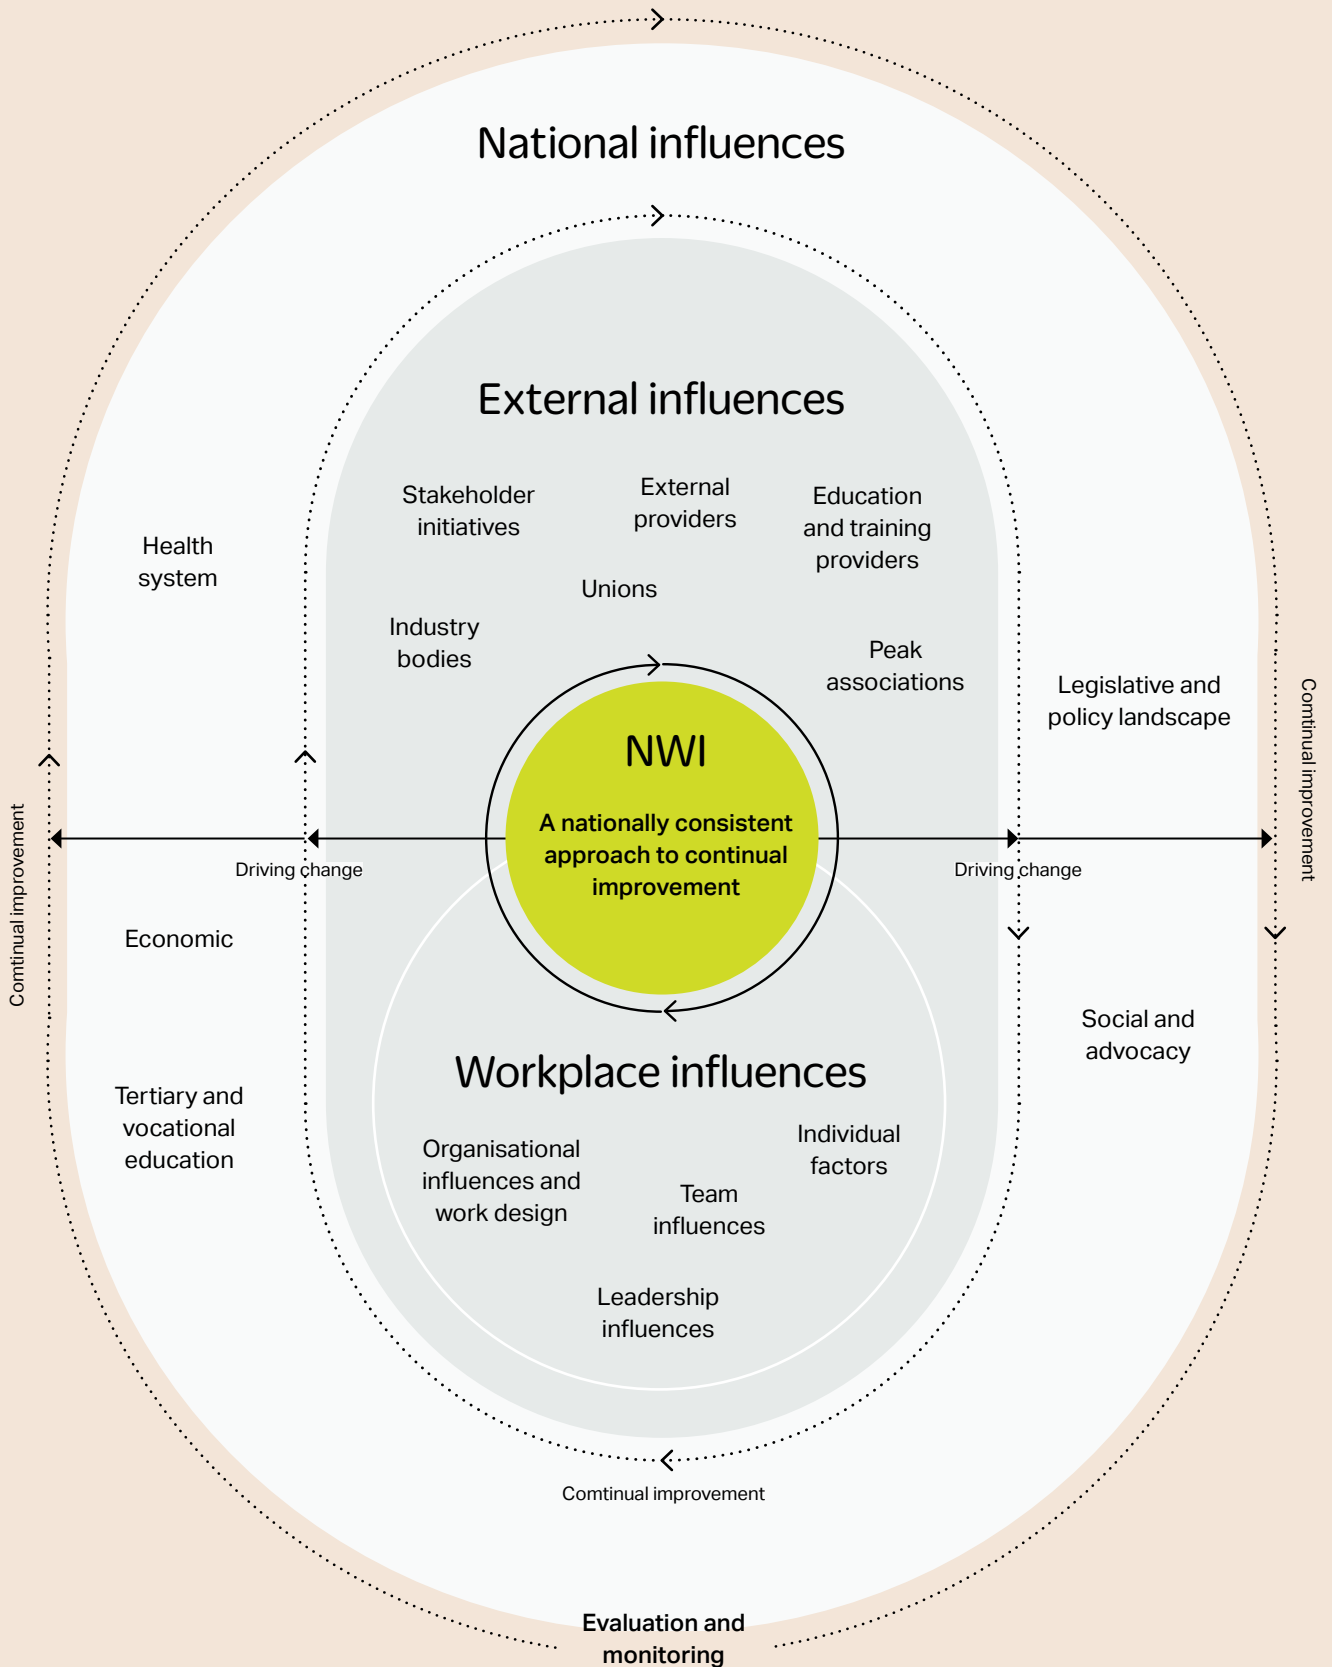 National influences
External influences
Stakeholder
initiatives
External
providers
Education
and training
providers
Health
system
Unions
Industry
bodies
Peak
associations
Legislative and
policy landscape
NWI
A nationally consistent
approach to continual
improvement
Comtinual improvement
Comtinual improvement
Driving change
Driving change
Economic
Social and
advocacy
Workplace influences
Tertiary and
vocational
education
Organisational
influences and
work design
Individual
factors
Team
influences
Leadership
influences
Comtinual improvement
Evaluation and
monitoring